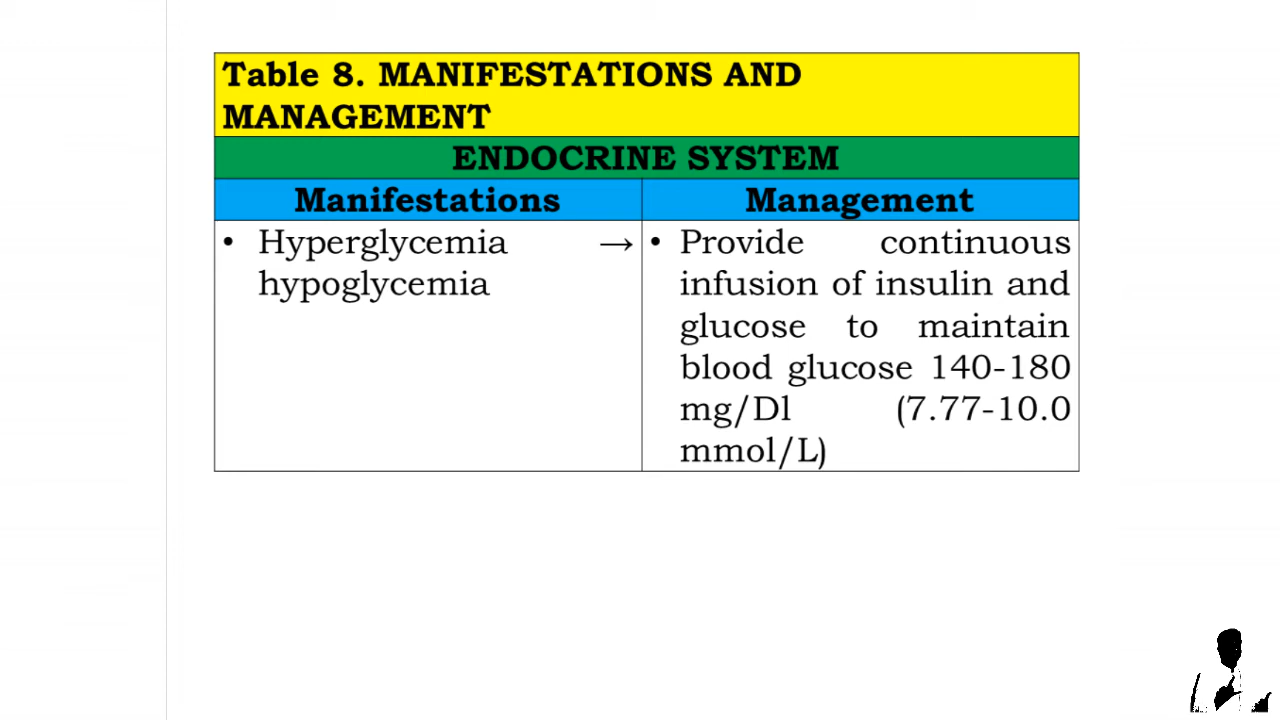 Table 8. MANIFESTATIONS AND
MANAGEMENT
ENDOCRINE SYSTEM
Manifestations
Management
• Hyperglycemia →
hypoglycemia
• Provide continuous
infusion of insulin and
glucose to maintain
blood glucose 140-180
mg/Dl (7.77-10.0
mmol/L)